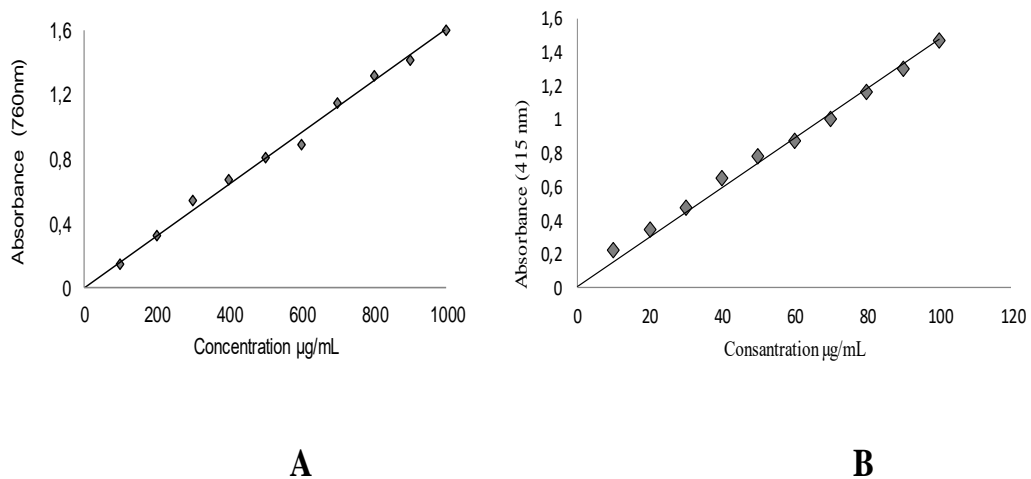 1,6
1,2
0,8
0,4
0
0 200 400 600 800 1000
Absorbance (760nm)
Concentration µg/mL
A
1,6
1,4
1,2
1
0,8
0,6
0,4
0,2
0
0 20 40 60 80 100 120
Absorbance (415 nm)
Consantration µg/mL
B